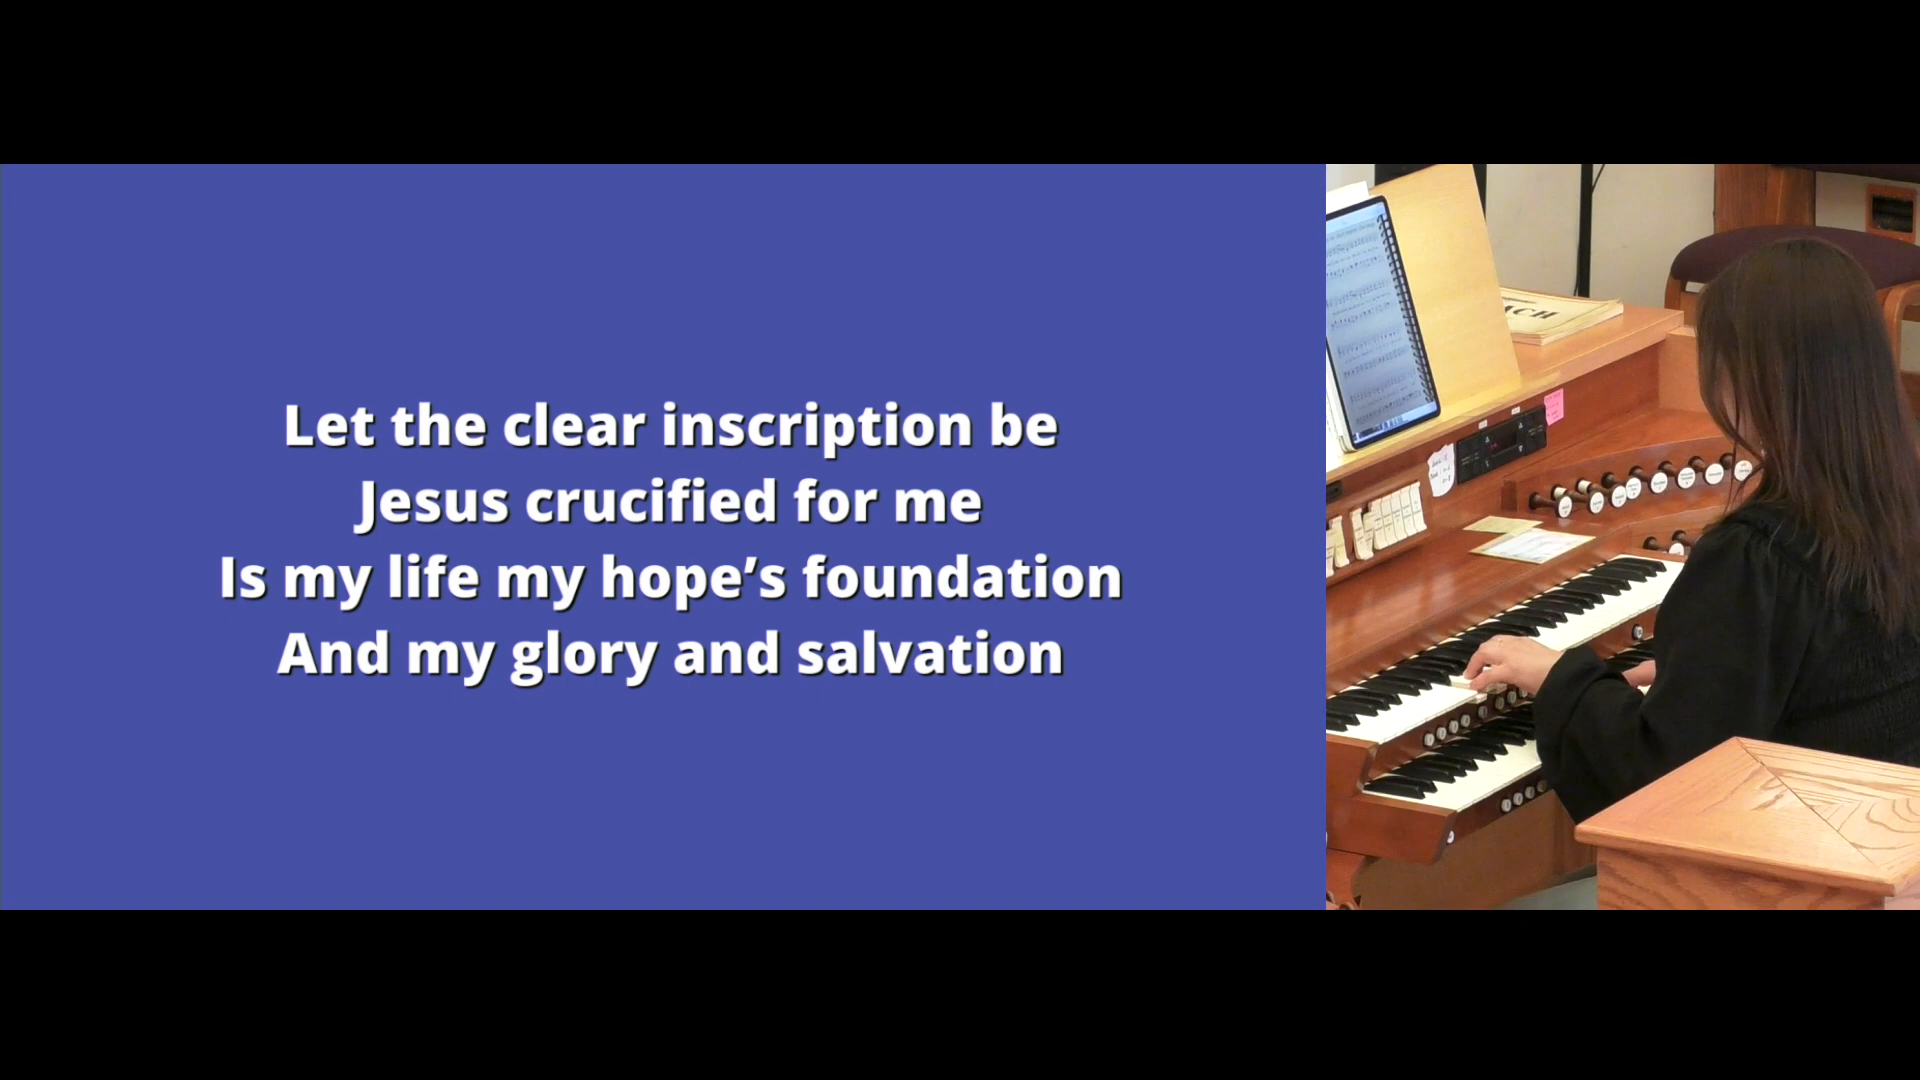 Let the clear inscription be
Jesus crucified for me
Is my life my hope’s foundation
And my glory and salvation
ACH